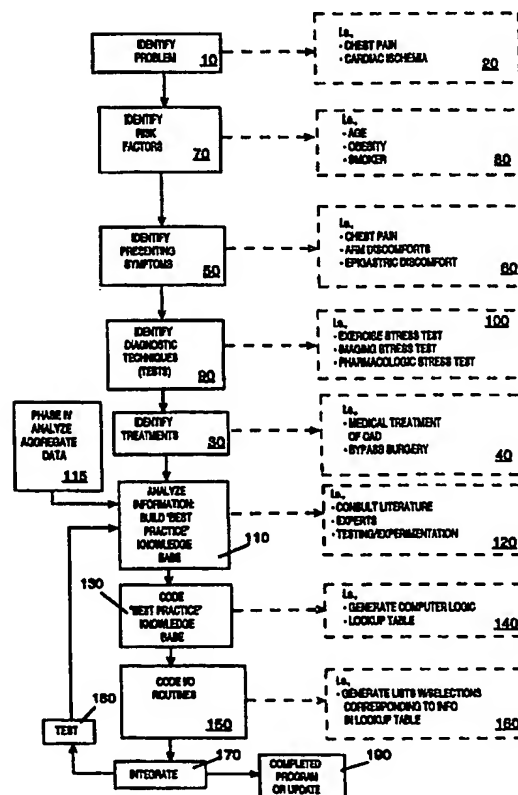 IDENTIFY
PROBLEM
10
i.e.,
• CHEST PAIN
• CARDIAC ISCHEMIA
20
IDENTIFY
RISK
FACTORS
70
i.e.,
• AGE
• OBESITY
• SMOKER
80
IDENTIFY
PRESENTING
SYMPTOMS
50
i.e.,
• CHEST PAIN
• ARM DISCOMFORTS
• EPIGASTRIC DISCOMFORT
60
IDENTIFY
DIAGNOSTIC
TECHNIQUES
(TESTS)
90
i.e.,
100
• EXERCISE STRESS TEST
• IMAGING STRESS TEST
• PHARMACOLOGIC STRESS TEST
PHASE IV
ANALYZE
AGGREGATE
DATA
115
IDENTIFY
TREATMENTS
30
i.e.,
• MEDICAL TREATMENT
OF CAD
• BYPASS SURGERY
40
ANALYZE
INFORMATION:
BUILD "BEST
PRACTICE"
KNOWLEDGE
BASE
110
i.e.,
• CONSULT LITERATURE
• EXPERTS
• TESTING/EXPERIMENTATION
120
130
CODE
"BEST PRACTICE"
KNOWLEDGE
BASE
i.e.,
• GENERATE COMPUTER LOGIC
• LOOKUP TABLE
140
CODE I/O
ROUTINES
150
i.e.,
• GENERATE LISTS W/SELECTIONS
CORRESPONDING TO INFO
IN LOOKUP TABLE
160
180
TEST
170
INTEGRATE
190
COMPLETED
PROGRAM
OR UPDATE